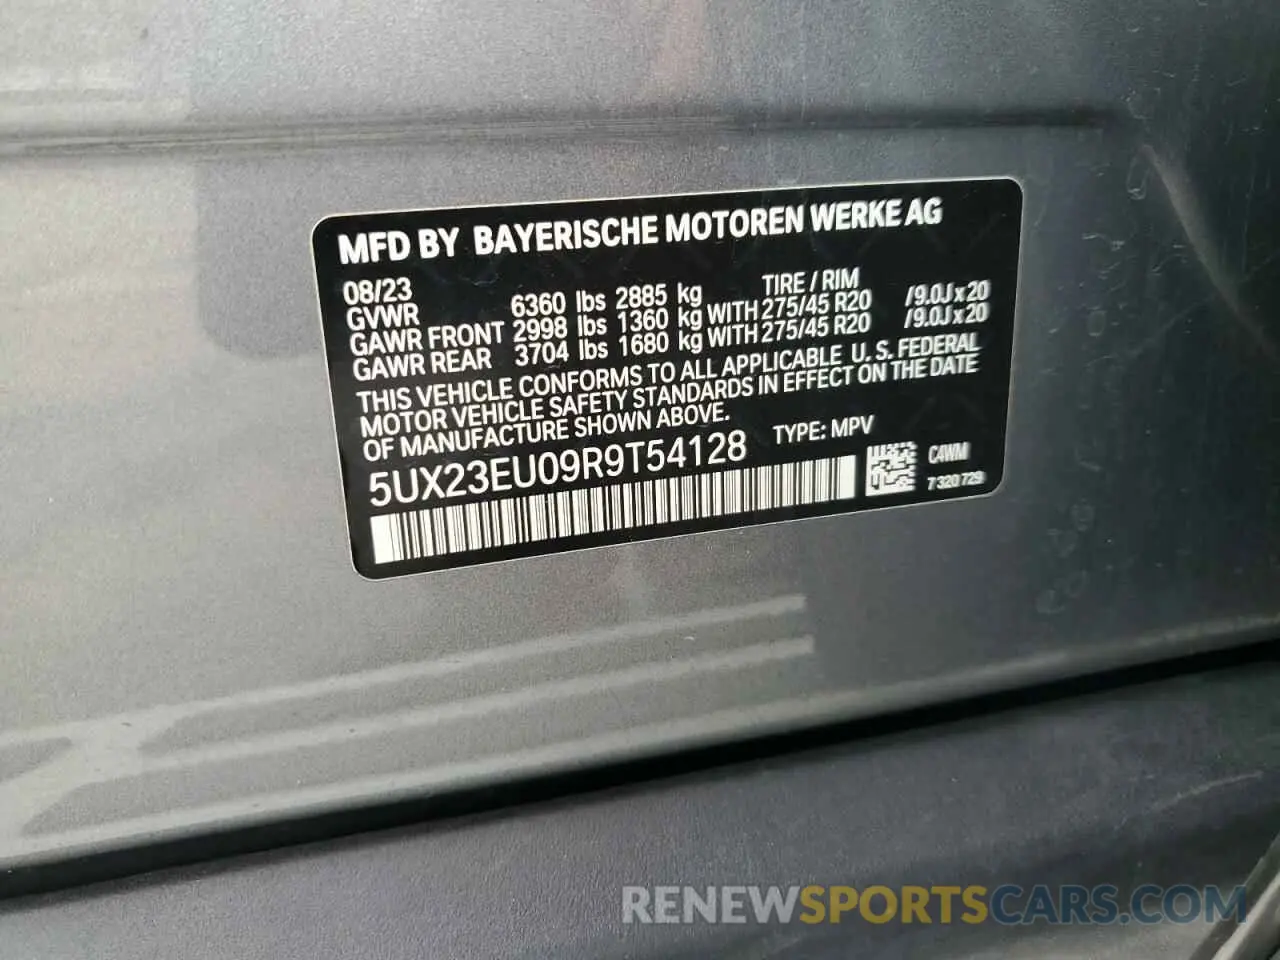 MFD BY BAYERISCHE MOTOREN WERKE AG
08/23 TIRE / RIM
GVWR 6360 lbs 2885 kg
GAWR FRONT 2998 lbs 1360 kg WITH 275/45 R20 /9.0J x 20
GAWR REAR 3704 lbs 1680 kg WITH 275/45 R20 /9.0J x 20
THIS VEHICLE CONFORMS TO ALL APPLICABLE U. S. FEDERAL
MOTOR VEHICLE SAFETY STANDARDS IN EFFECT ON THE DATE
OF MANUFACTURE SHOWN ABOVE.
5UX23EU09R9T54128 TYPE: MPV
C4WM
7 320 729
RENEWSPORTSCARS.COM